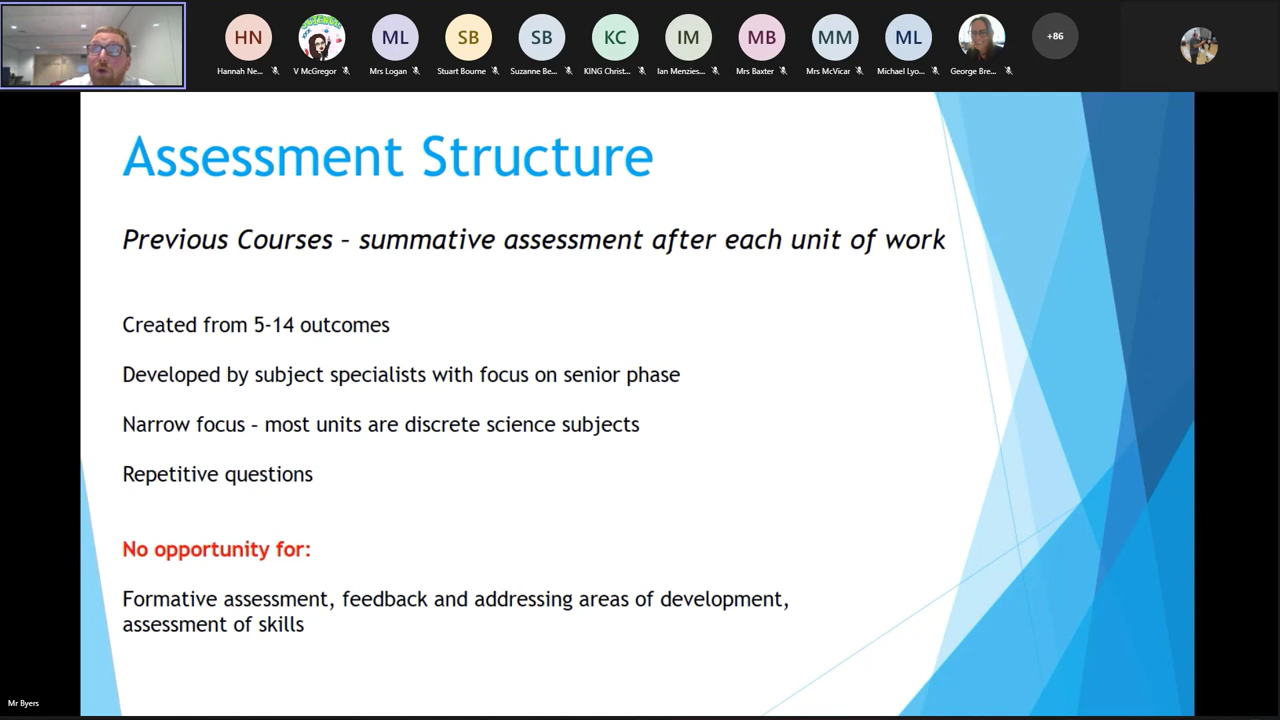 HN
ML
SB
SB
KC
IM
MB
MM
ML
+86
Hannah Ne...
V McGregor
Mrs Logan
Stuart Bourne
Suzanne Be...
KING Christ...
Ian Menzies...
Mrs Baxter
Mrs McVicar
Michael Lyo...
George Bre...
Assessment Structure
Previous Courses – summative assessment after each unit of work
Created from 5-14 outcomes
Developed by subject specialists with focus on senior phase
Narrow focus – most units are discrete science subjects
Repetitive questions
No opportunity for:
Formative assessment, feedback and addressing areas of development,
assessment of skills
Mr Byers